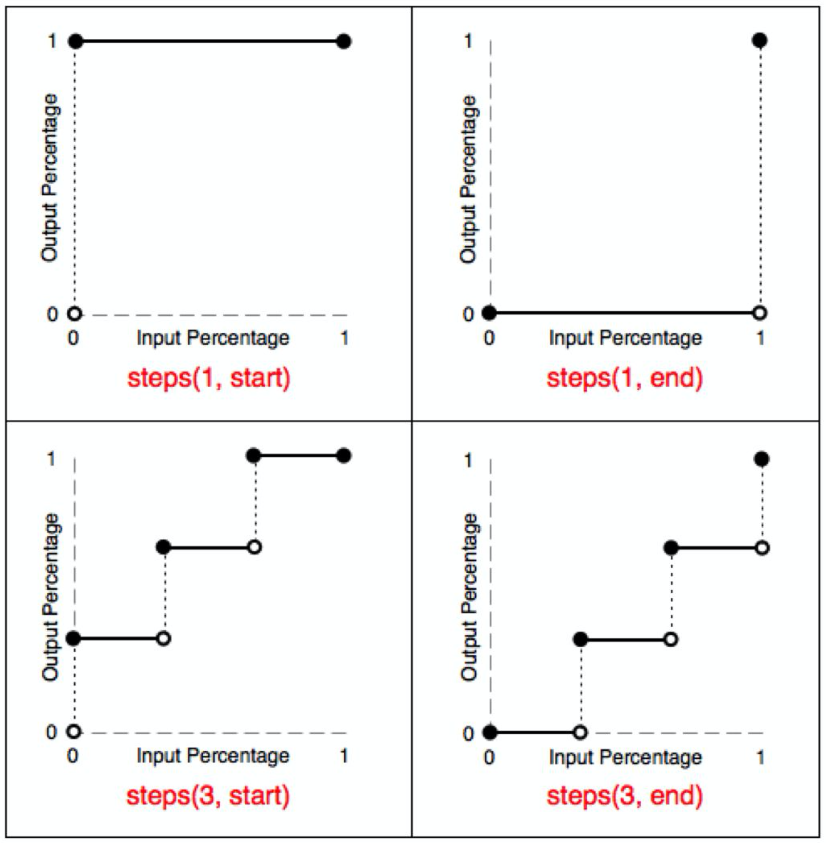 1
Output Percentage
0
0 Input Percentage 1
steps(1, start)
1
Output Percentage
0
0 Input Percentage 1
steps(1, end)
1
Output Percentage
0
0 Input Percentage 1
steps(3, start)
1
Output Percentage
0
0 Input Percentage 1
steps(3, end)